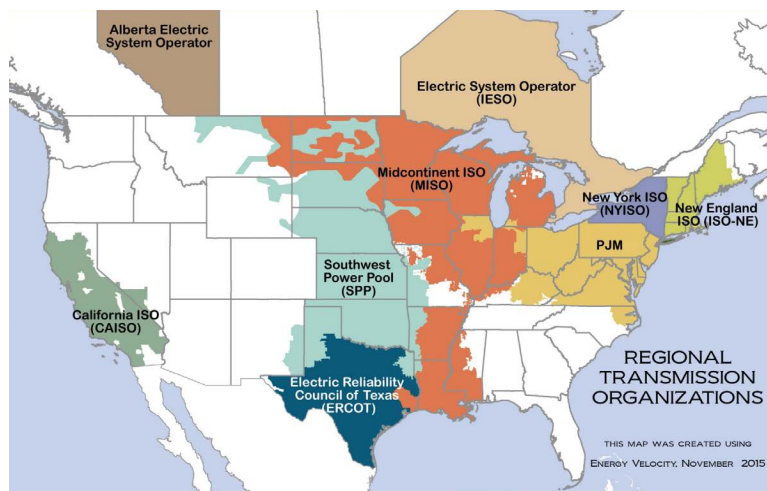 Alberta Electric
System Operator
Electric System Operator
(IESO)
Midcontinent ISO
(MISO)
New York ISO
(NYISO)
New England
ISO (ISO-NE)
PJM
Southwest
Power Pool
(SPP)
California ISO
(CAISO)
Electric Reliability
Council of Texas
(ERCOT)
REGIONAL
TRANSMISSION
ORGANIZATIONS
THIS MAP WAS CREATED USING
ENERGY VELOCITY, NOVEMBER 2015